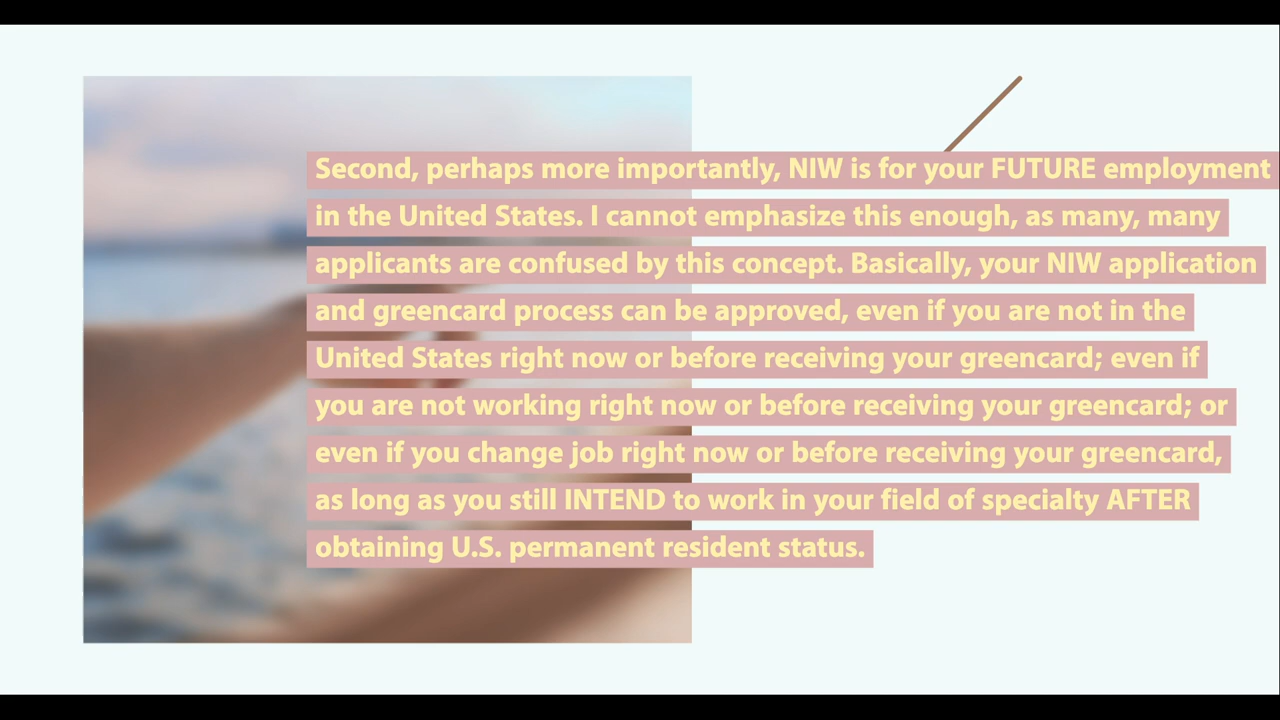 Second, perhaps more importantly, NIW is for your FUTURE employment
in the United States. I cannot emphasize this enough, as many, many
applicants are confused by this concept. Basically, your NIW application
and greencard process can be approved, even if you are not in the
United States right now or before receiving your greencard; even if
you are not working right now or before receiving your greencard; or
even if you change job right now or before receiving your greencard,
as long as you still INTEND to work in your field of specialty AFTER
obtaining U.S. permanent resident status.